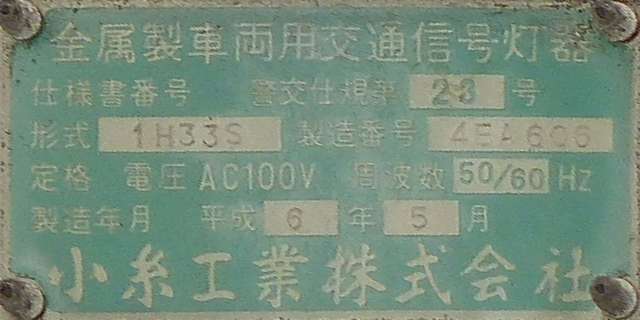 金属製車両用交通信号灯器
仕様書番号 警交仕規第 23 号
形式 1H33S 製造番号 4EA606
定格 電圧 AC100V 周波数 50/60 Hz
製造年月 平成 6 年 5 月
小糸工業株式会社